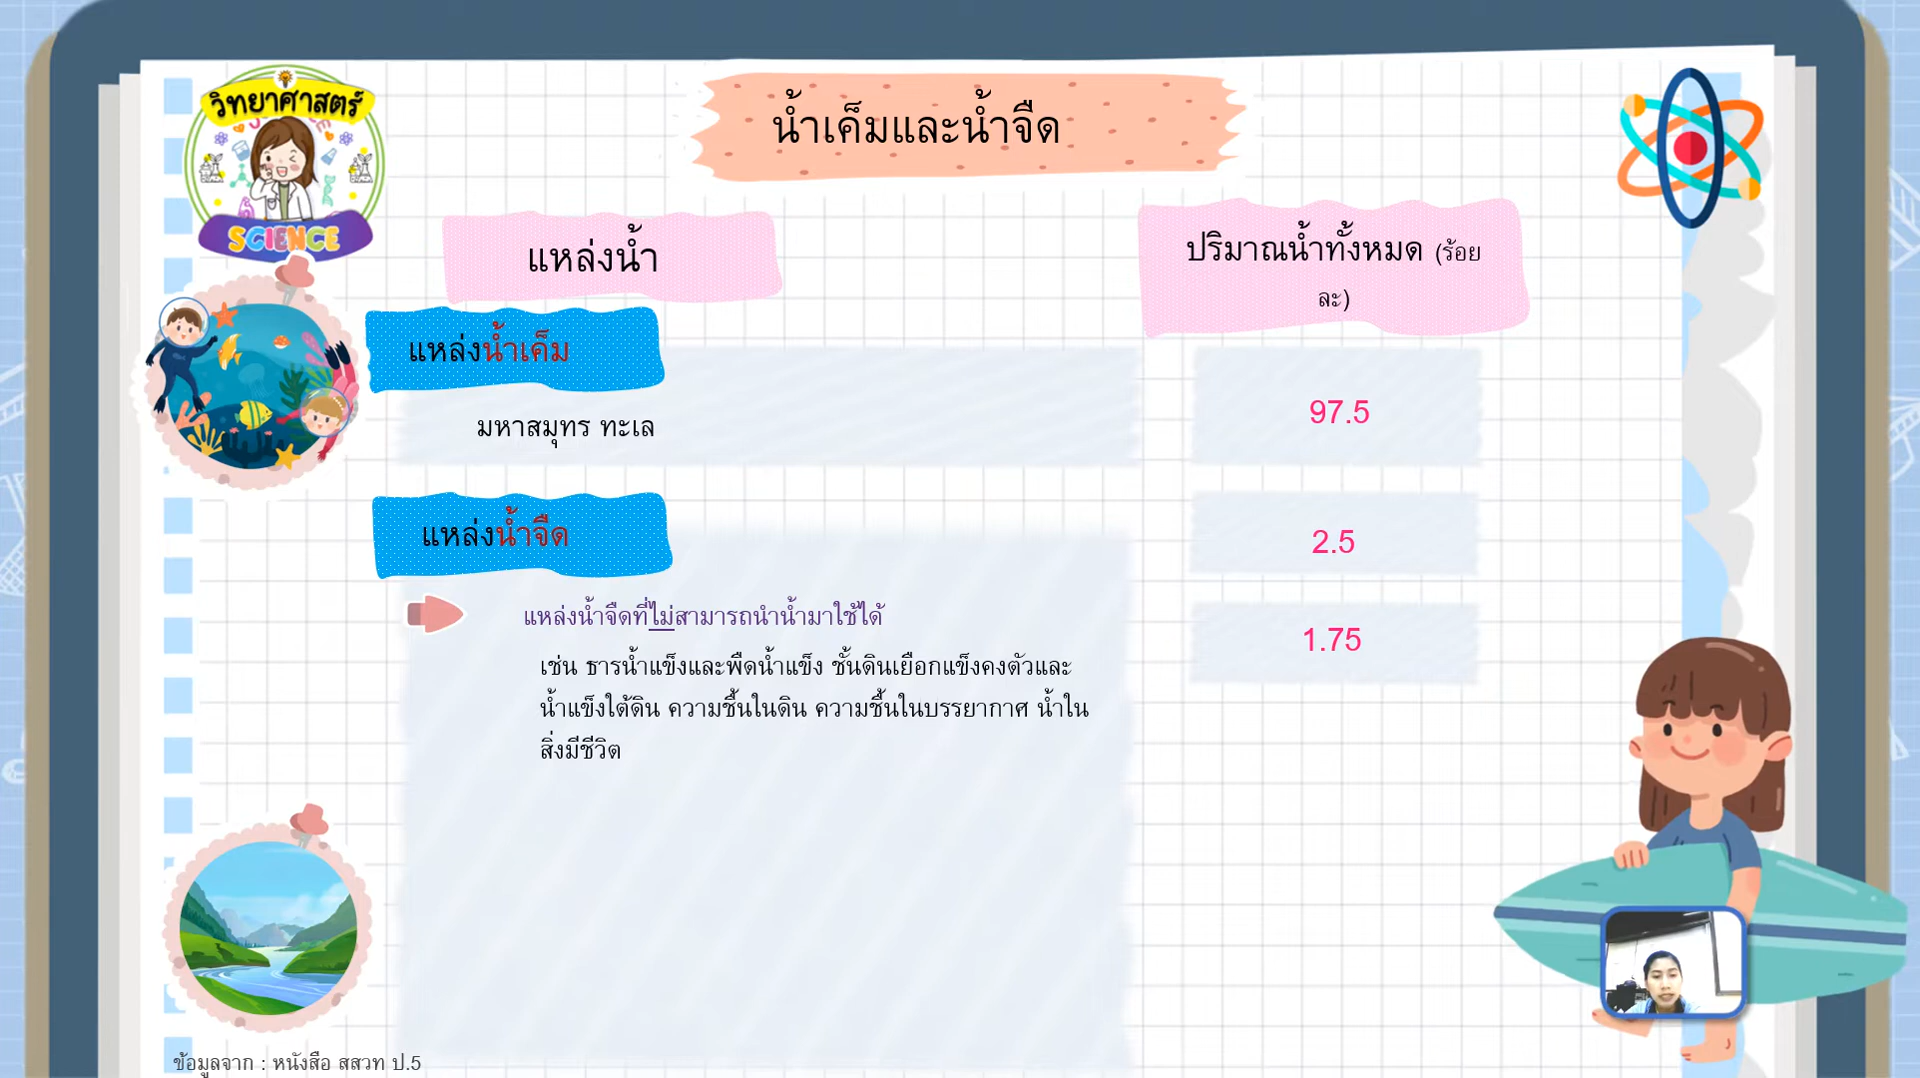 วิทยาศาสตร์
SCIENCE
น้ำเค็มและน้ำจืด
แหล่งน้ำ
ปริมาณน้ำทั้งหมด (ร้อย
ละ)
แหล่งน้ำเค็ม
มหาสมุทร ทะเล
97.5
แหล่งน้ำจืด
2.5
แหล่งน้ำจืดที่ไม่สามารถนำน้ำมาใช้ได้
1.75
เช่น ธารน้ำแข็งและพืดน้ำแข็ง ชั้นดินเยือกแข็งคงตัวและ
น้ำแข็งใต้ดิน ความชื้นในดิน ความชื้นในบรรยากาศ น้ำใน
สิ่งมีชีวิต
ข้อมูลจาก : หนังสือ สสวท ป.5